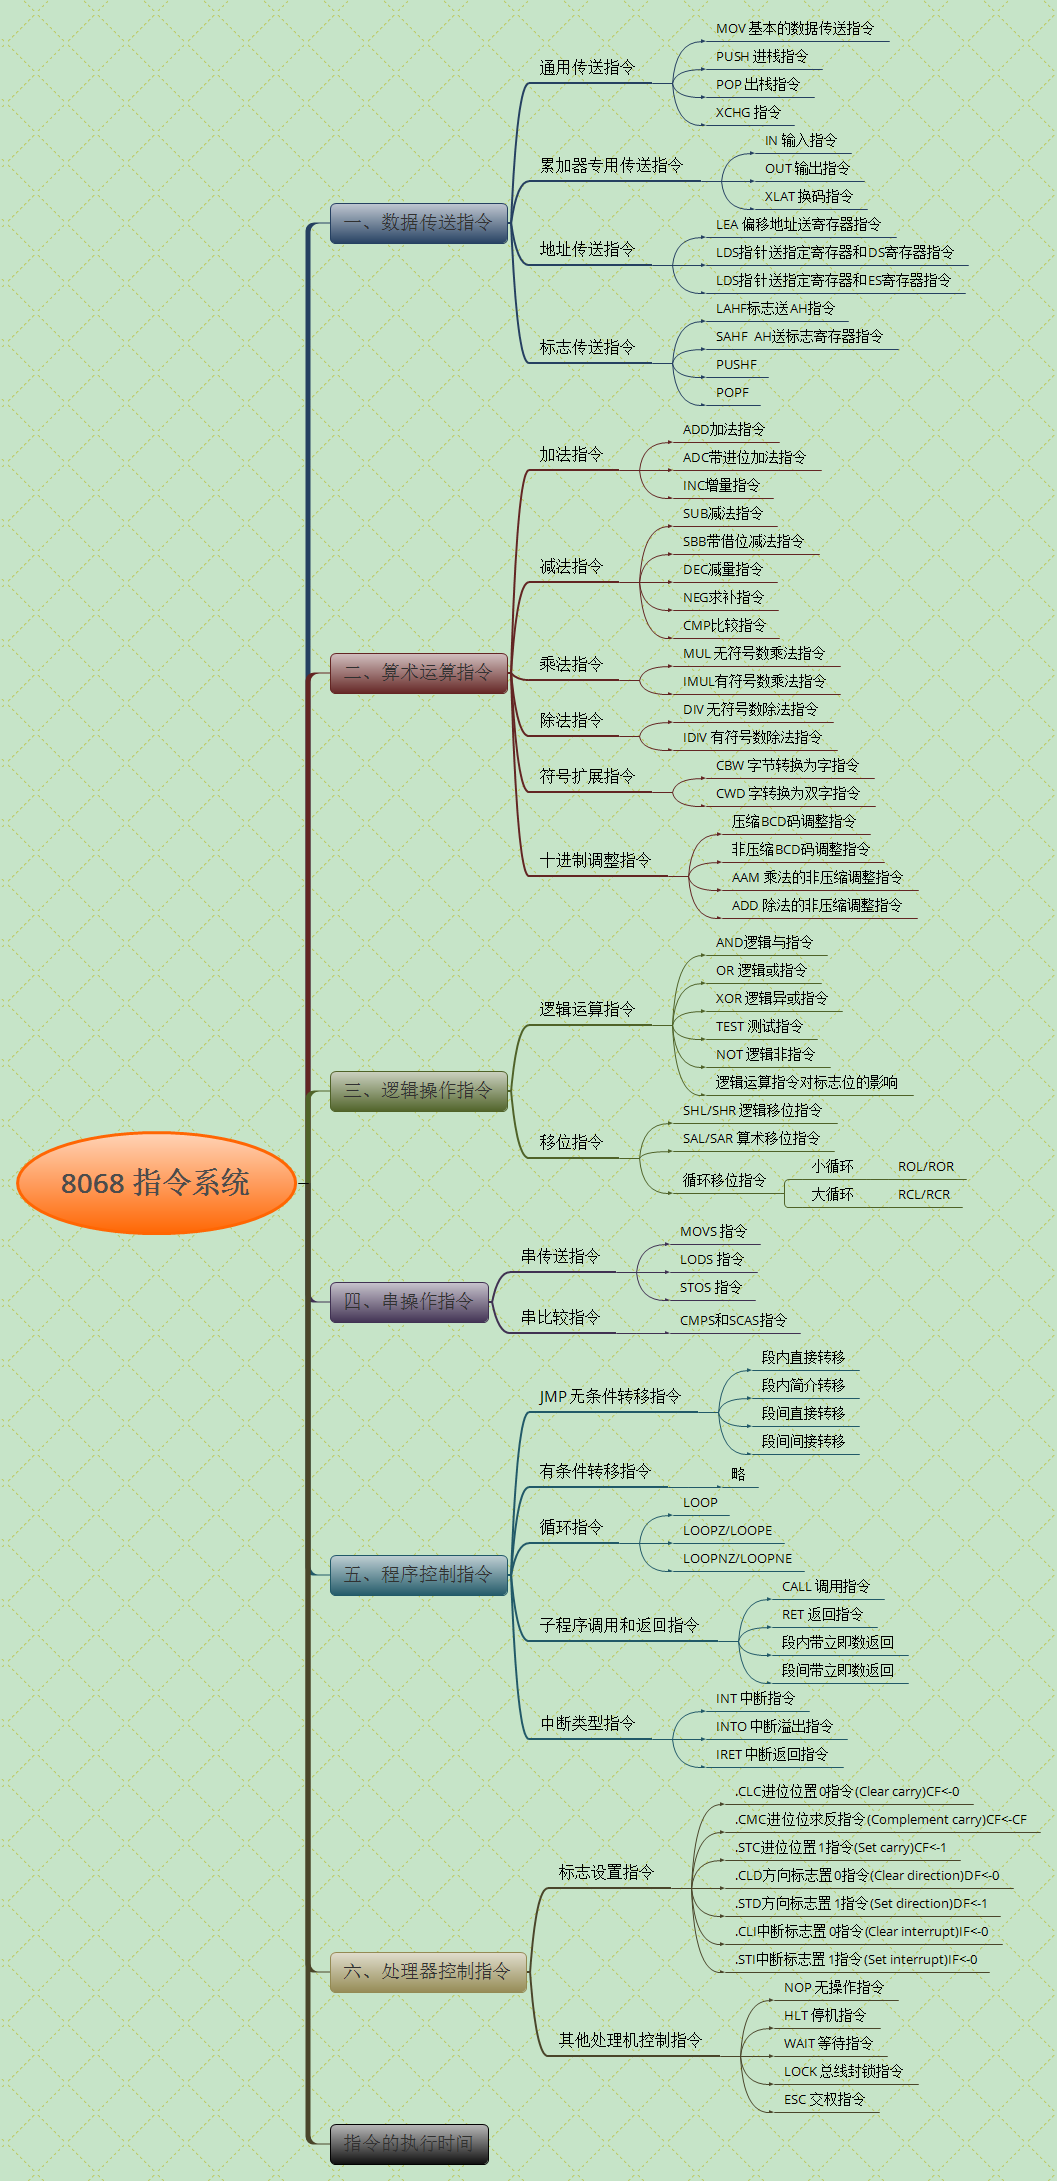 8068 指令系统
一、数据传送指令
通用传送指令
MOV 基本的数据传送指令
PUSH 进栈指令
POP 出栈指令
XCHG 指令
累加器专用传送指令
IN 输入指令
OUT 输出指令
XLAT 换码指令
地址传送指令
LEA 偏移地址送寄存器指令
LDS指针送指定寄存器和DS寄存器指令
LDS指针送指定寄存器和ES寄存器指令
标志传送指令
LAHF标志送AH指令
SAHF AH送标志寄存器指令
PUSHF
POPF
二、算术运算指令
加法指令
ADD加法指令
ADC带进位加法指令
INC增量指令
减法指令
SUB减法指令
SBB带借位减法指令
DEC减量指令
NEG求补指令
CMP比较指令
乘法指令
MUL 无符号数乘法指令
IMUL有符号数乘法指令
除法指令
DIV 无符号数除法指令
IDIV 有符号数除法指令
符号扩展指令
CBW 字节转换为字指令
CWD 字转换为双字指令
十进制调整指令
压缩BCD码调整指令
非压缩BCD码调整指令
AAM 乘法的非压缩调整指令
ADD 除法的非压缩调整指令
三、逻辑操作指令
逻辑运算指令
AND逻辑与指令
OR 逻辑或指令
XOR 逻辑异或指令
TEST 测试指令
NOT 逻辑非指令
逻辑运算指令对标志位的影响
移位指令
SHL/SHR 逻辑移位指令
SAL/SAR 算术移位指令
循环移位指令
小循环 ROL/ROR
大循环 RCL/RCR
四、串操作指令
串传送指令
MOVS 指令
LODS 指令
STOS 指令
串比较指令
CMPS和SCAS指令
五、程序控制指令
JMP 无条件转移指令
段内直接转移
段内简介转移
段间直接转移
段间间接转移
有条件转移指令
略
循环指令
LOOP
LOOPZ/LOOPE
LOOPNZ/LOOPNE
子程序调用和返回指令
CALL 调用指令
RET 返回指令
段内带立即数返回
段间带立即数返回
中断类型指令
INT 中断指令
INTO 中断溢出指令
IRET 中断返回指令
六、处理器控制指令
标志设置指令
.CLC进位位置0指令(Clear carry)CF<-0
.CMC进位位求反指令(Complement carry)CF<-CF
.STC进位位置1指令(Set carry)CF<-1
.CLD方向标志置0指令(Clear direction)DF<-0
.STD方向标志置1指令(Set direction)DF<-1
.CLI中断标志置0指令(Clear interrupt)IF<-0
.STI中断标志置1指令(Set interrupt)IF<-0
其他处理机控制指令
NOP 无操作指令
HLT 停机指令
WAIT 等待指令
LOCK 总线封锁指令
ESC 交权指令
指令的执行时间